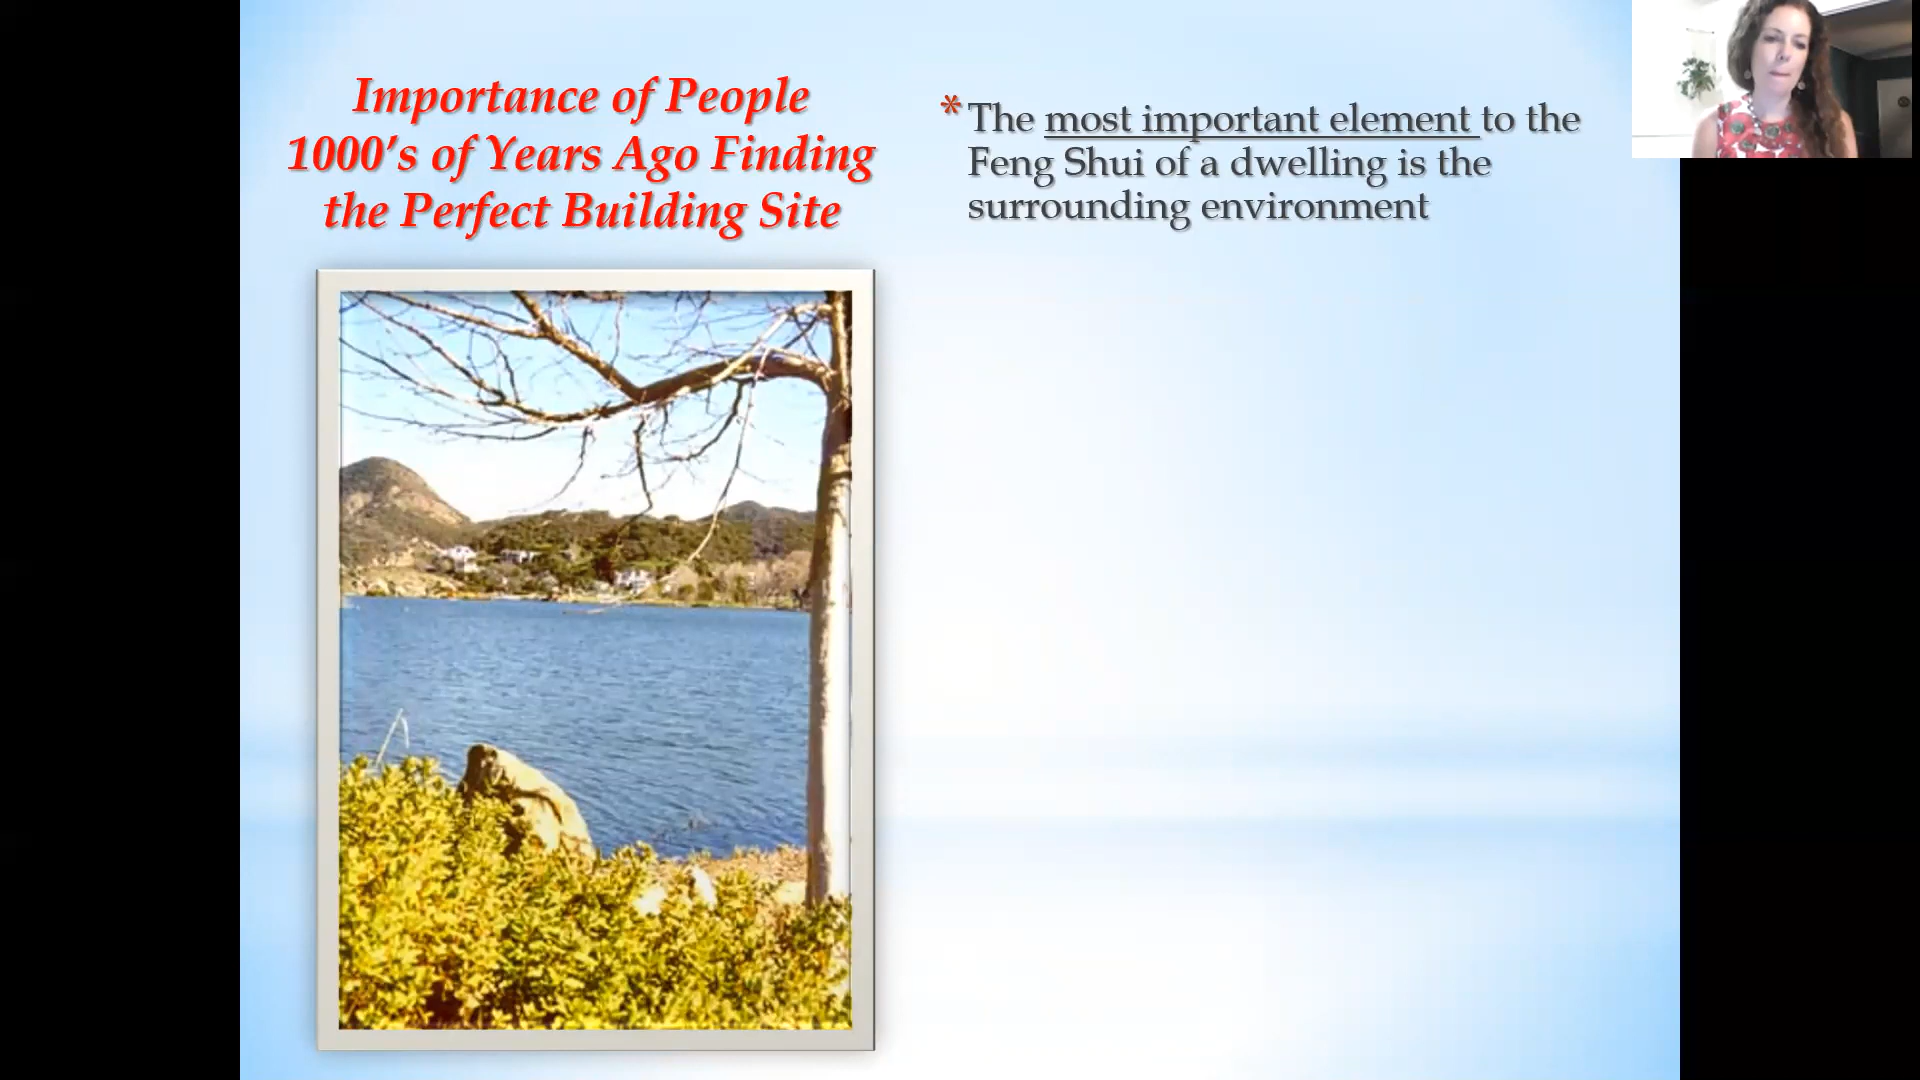 Importance of People
1000's of Years Ago Finding
the Perfect Building Site
* The most important element to the
Feng Shui of a dwelling is the
surrounding environment